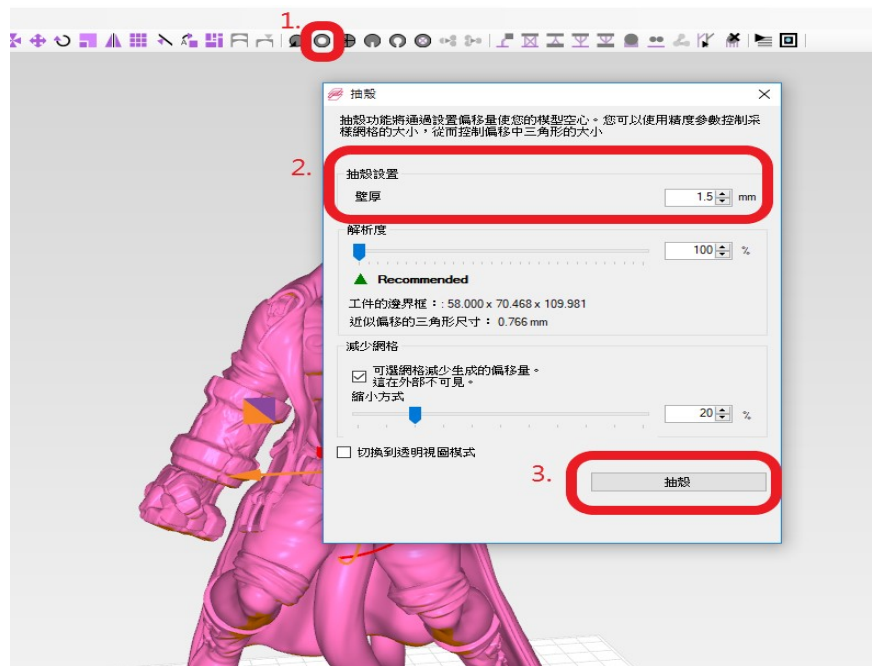 1.
抽殼
抽殼功能將通過設置偏移量使您的模型空心。您可以使用精度參數控制采
樣網格的大小，從而控制偏移中三角形的大小
2.
抽殼設置
壁厚 1.5 mm
解析度
100 %
Recommended
工件的邊界框：: 58.000 x 70.468 x 109.981
近似偏移的三角形尺寸： 0.766 mm
減少網格
可選網格減少生成的偏移量。
這在外部不可見。
縮小方式
20 %
切換到透明視圖模式
3.
抽殼